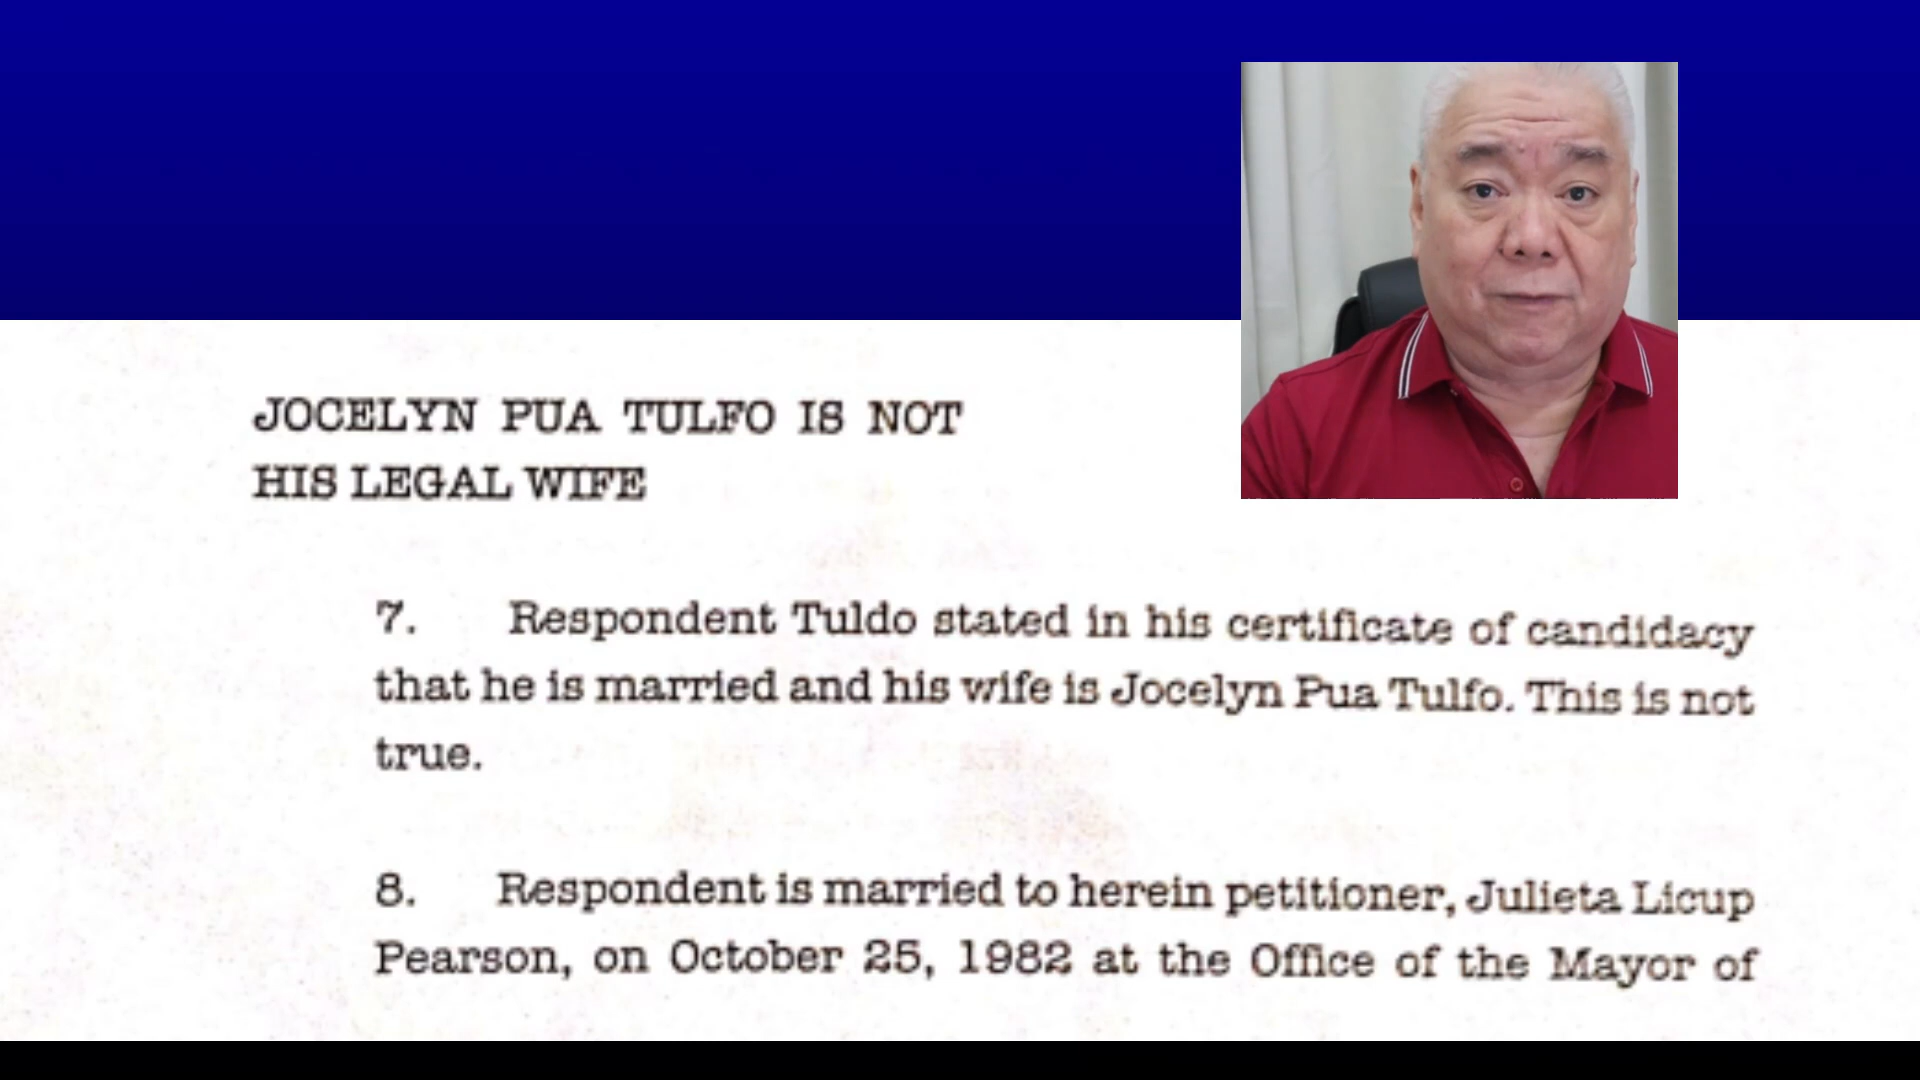 JOCELYN PUA TULFO IS NOT
HIS LEGAL WIFE
7. Respondent Tuldo stated in his certificate of candidacy
that he is married and his wife is Jocelyn Pua Tulfo. This is not
true.
8. Respondent is married to herein petitioner, Julieta Licup
Pearson, on October 25, 1982 at the Office of the Mayor of